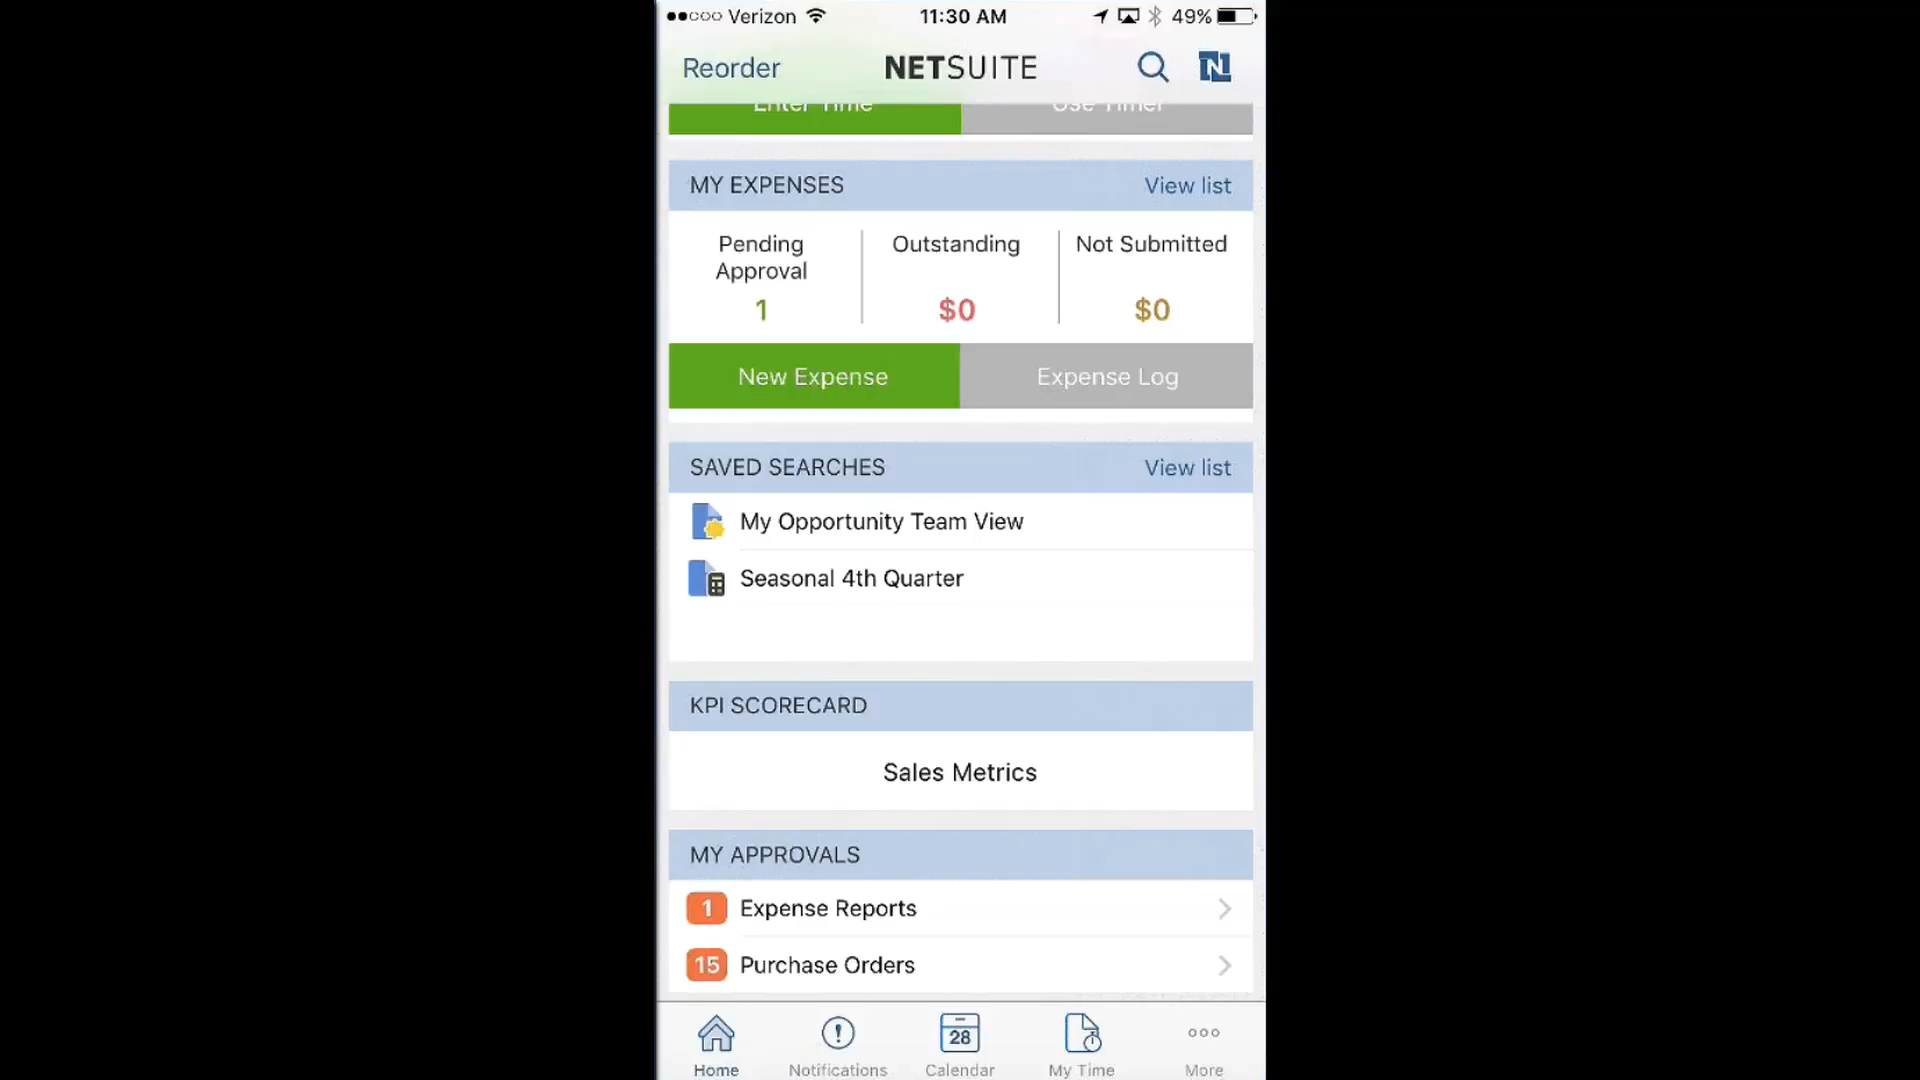 Verizon 11:30 AM 49%
Reorder NETSUITE N
Enter Time Use Timer
MY EXPENSES View list
Pending Approval Outstanding Not Submitted
1 $0 $0
New Expense Expense Log
SAVED SEARCHES View list
My Opportunity Team View
Seasonal 4th Quarter
KPI SCORECARD
Sales Metrics
MY APPROVALS
1 Expense Reports
15 Purchase Orders
28
Home Notifications Calendar My Time More